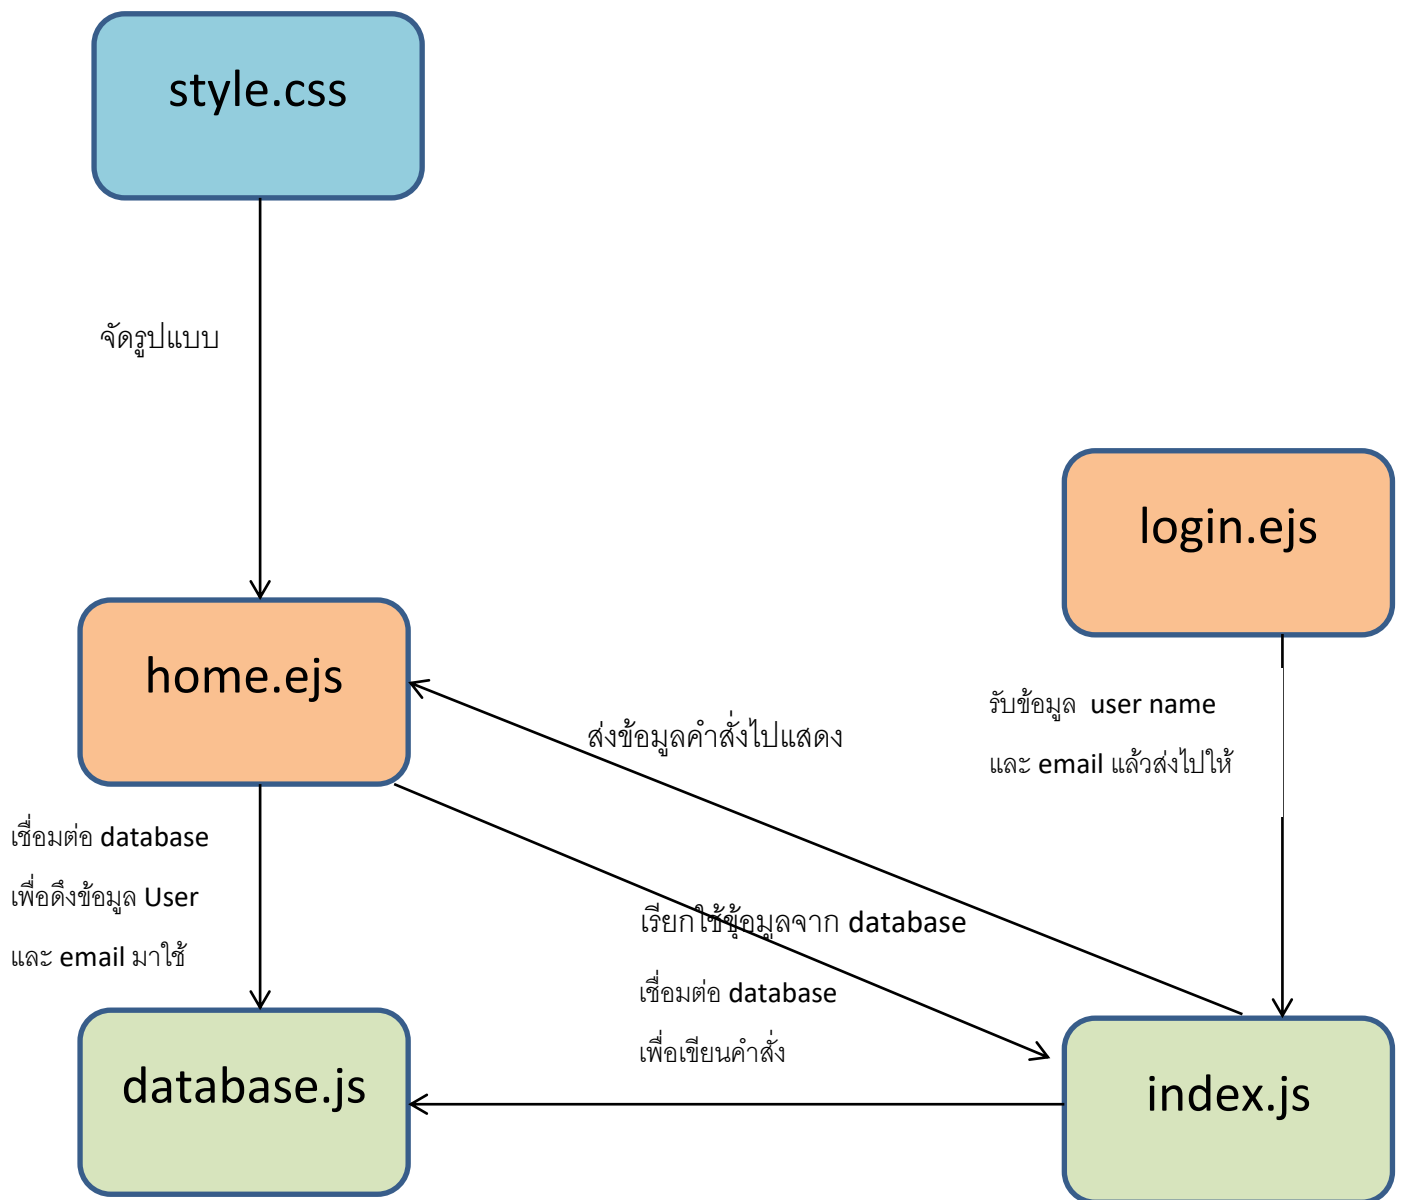 style.css
จัดรูปแบบ
login.ejs
home.ejs
รับข้อมูล user name
และ email แล้วส่งไปให้
ส่งข้อมูลคำสั่งไปแสดง
เชื่อมต่อ database
เพื่อดึงข้อมูล User
และ email มาใช้
เรียกใช้ข้อมูลจาก database
เชื่อมต่อ database
เพื่อเขียนคำสั่ง
database.js
index.js